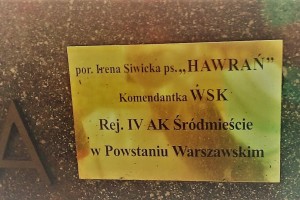 por. Irena Siwicka ps. „HAWRAŃ”
Komendantka WSK
Rej. IV AK Śródmieście
w Powstaniu Warszawskim
A